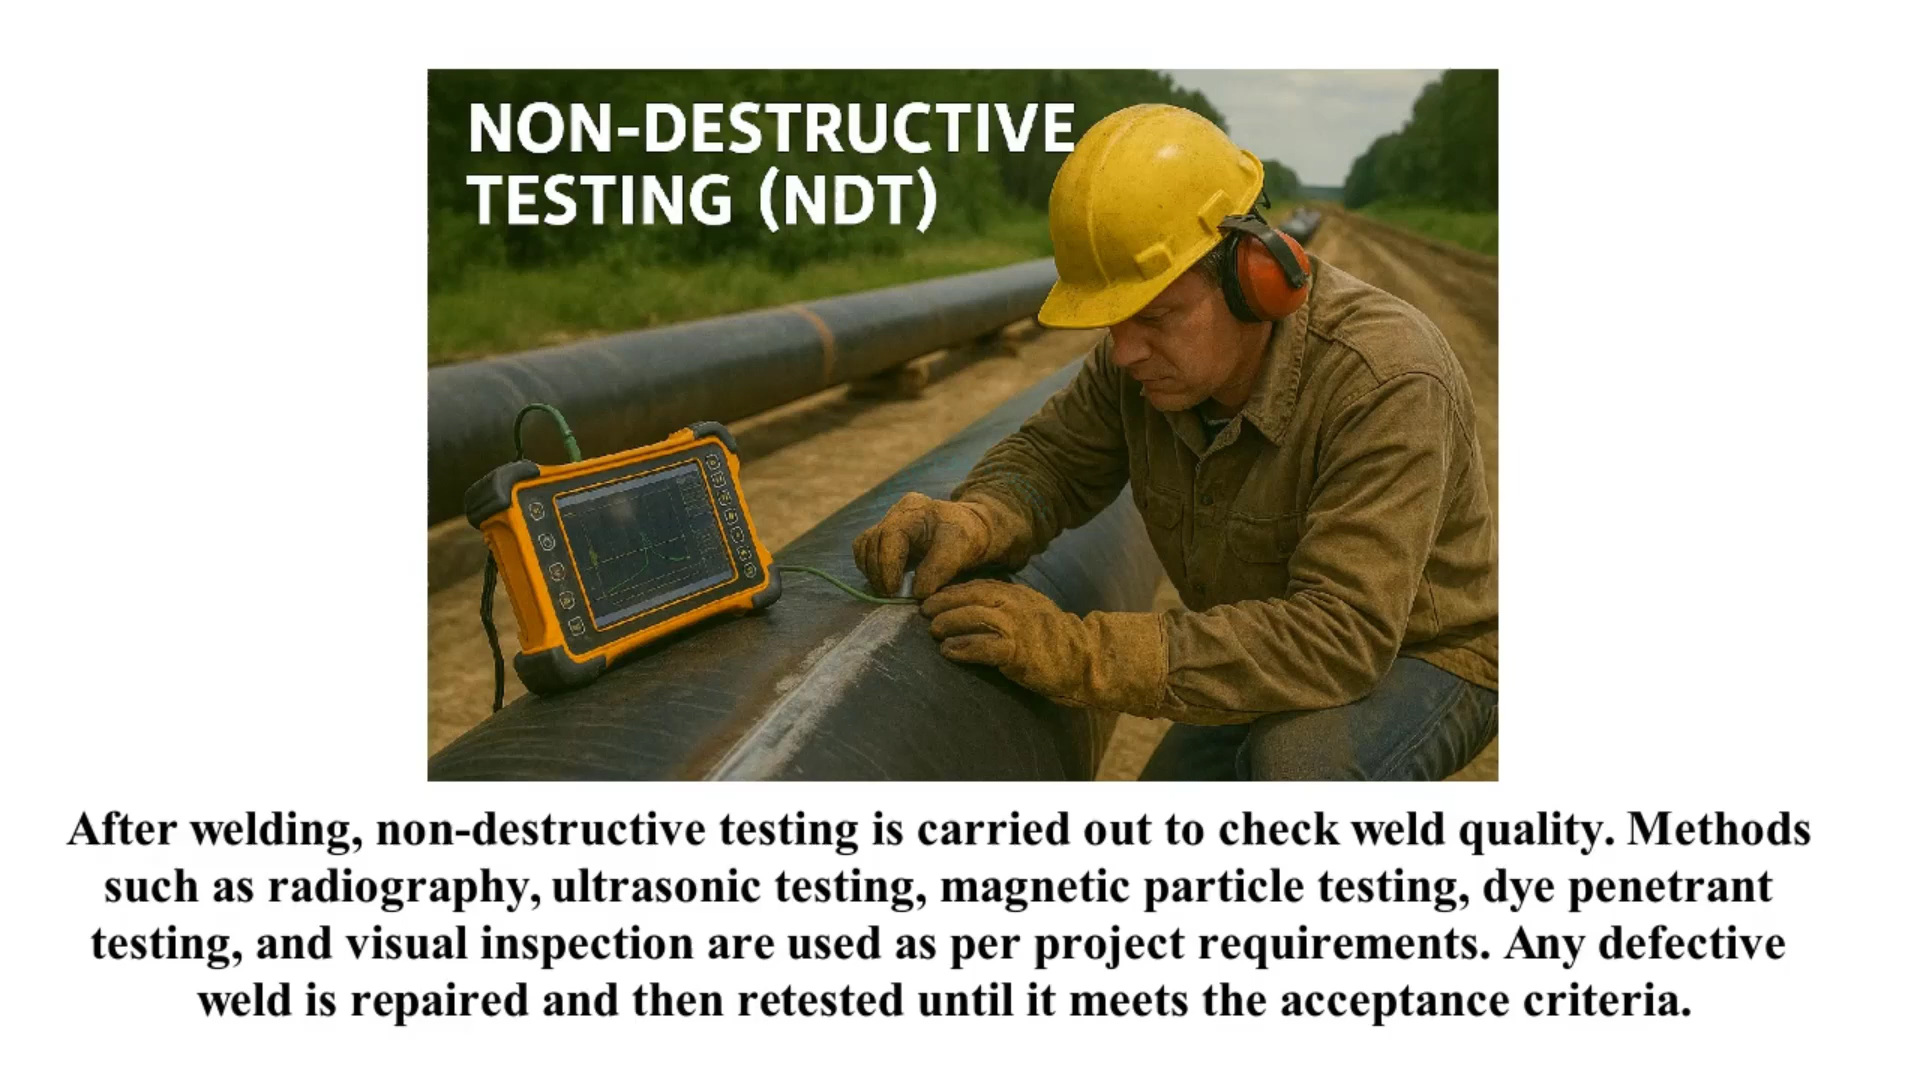 NON-DESTRUCTIVE
TESTING (NDT)
After welding, non-destructive testing is carried out to check weld quality. Methods
such as radiography, ultrasonic testing, magnetic particle testing, dye penetrant
testing, and visual inspection are used as per project requirements. Any defective
weld is repaired and then retested until it meets the acceptance criteria.